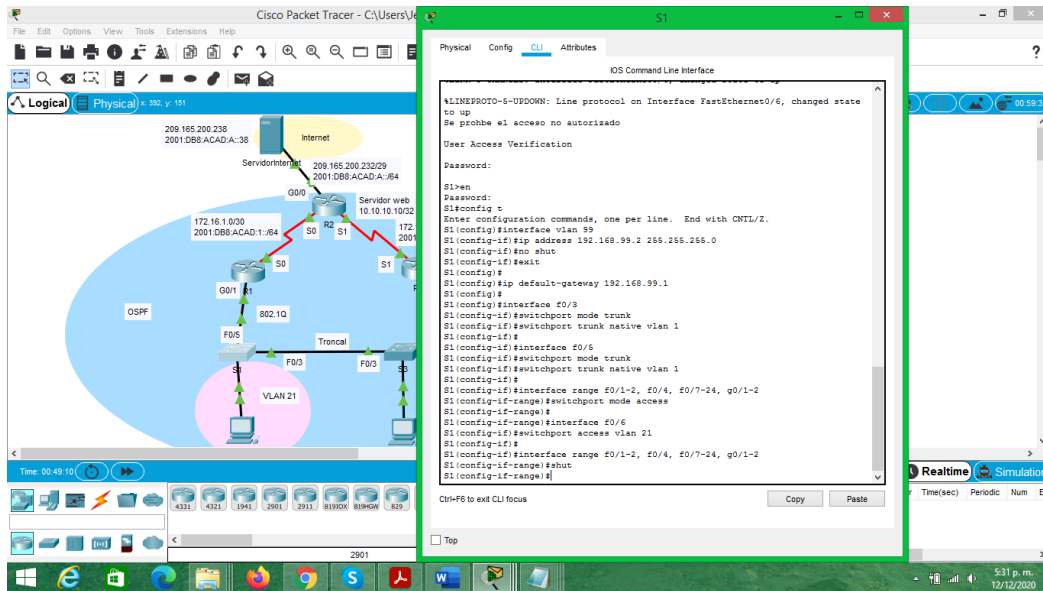 Cisco Packet Tracer - C:\Users\Je
S1
File Edit Options View Tools Extensions Help
?
Physical Config CLI Attributes
IOS Command Line Interface
Logical Physical x: 392, y: 151
00:59:3
%LINEPROTO-5-UPDOWN: Line protocol on Interface FastEthernet0/6, changed state
to up
Se prohbe el acceso no autorizado
User Access Verification
Password:
S1>en
Password:
S1#config t
Enter configuration commands, one per line. End with CNTL/Z.
S1(config)#interface vlan 99
S1(config-if)#ip address 192.168.99.2 255.255.255.0
S1(config-if)#no shut
S1(config-if)#exit
S1(config)#
S1(config)#ip default-gateway 192.168.99.1
S1(config)#
S1(config)#interface f0/3
S1(config-if)#switchport mode trunk
S1(config-if)#switchport trunk native vlan 1
S1(config-if)#
S1(config-if)#interface f0/5
S1(config-if)#switchport mode trunk
S1(config-if)#switchport trunk native vlan 1
S1(config-if)#
S1(config-if)#interface range f0/1-2, f0/4, f0/7-24, g0/1-2
S1(config-if-range)#switchport mode access
S1(config-if-range)#
S1(config-if-range)#interface f0/6
S1(config-if)#switchport access vlan 21
S1(config-if)#
S1(config-if)#interface range f0/1-2, f0/4, f0/7-24, g0/1-2
S1(config-if-range)#shut
S1(config-if-range)#
Ctrl+F6 to exit CLI focus
Copy Paste
Top
209.165.200.238
2001:DB8:ACAD:A::38
Internet
ServidorInternet
209.165.200.232/29
2001:DB8:ACAD:A::/64
G0/0
Servidor web
10.10.10.10/32
172.16.1.0/30
2001:DB8:ACAD:1::/64
S0
R2
S1
172.
2001
S0
S1
G0/1
R1
OSPF
802.1Q
F0/5
Troncal
F0/3
F0/3
S1
S3
VLAN 21
Time: 00:49:10
Realtime Simulation
4331 4321 1941 2901 2911 819IOX 819HGW 829
Time(sec) Periodic Num E
2901
5:31 p. m.
12/12/2020